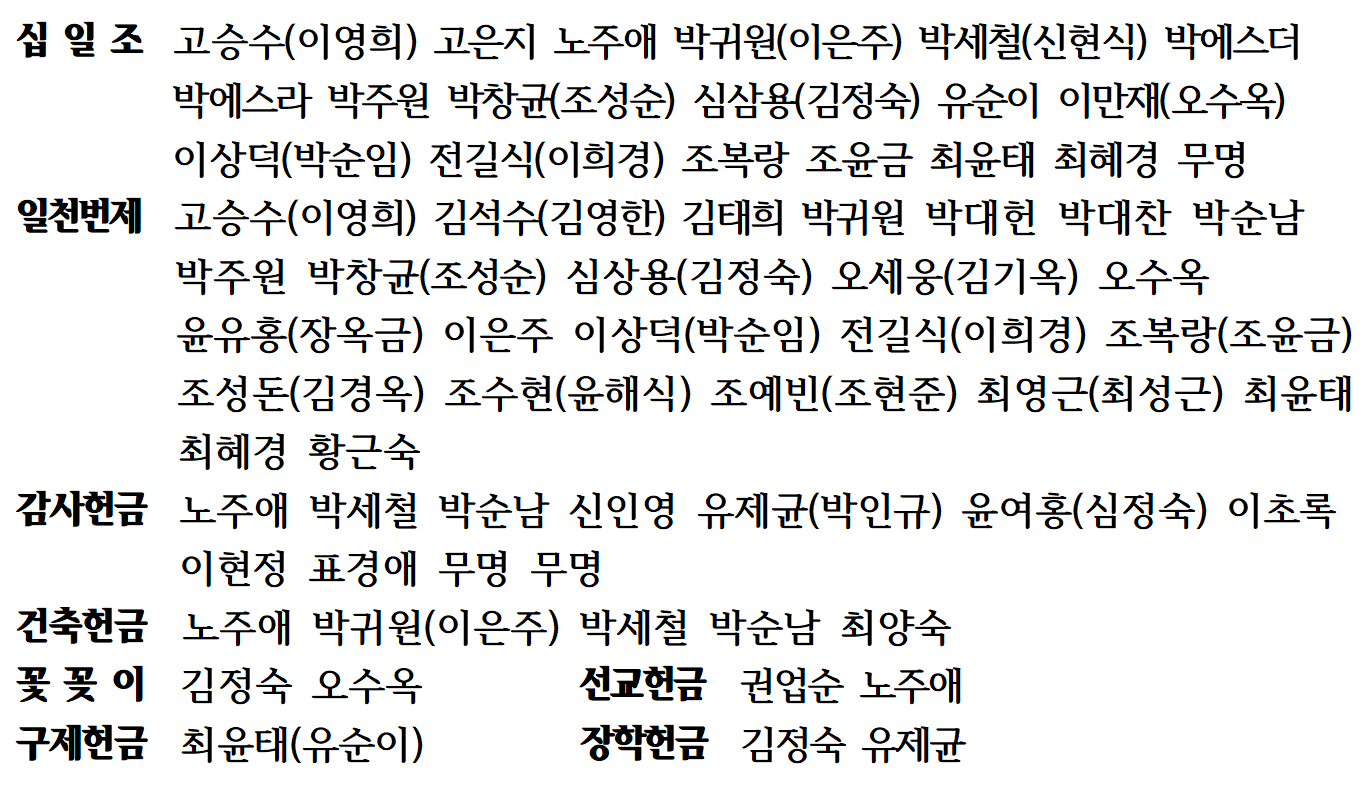 십 일 조 고승수(이영희) 고은지 노주애 박귀원(이은주) 박세철(신현식) 박에스더
박에스라 박주원 박창균(조성순) 심삼용(김정숙) 유순이 이만재(오수옥)
이상덕(박순임) 전길식(이희경) 조복랑 조윤금 최윤태 최혜경 무명
일천번제 고승수(이영희) 김석수(김영한) 김태희 박귀원 박대헌 박대찬 박순남
박주원 박창균(조성순) 심상용(김정숙) 오세웅(김기옥) 오수옥
윤유홍(장옥금) 이은주 이상덕(박순임) 전길식(이희경) 조복랑(조윤금)
조성돈(김경옥) 조수현(윤해식) 조예빈(조현준) 최영근(최성근) 최윤태
최혜경 황근숙
감사헌금 노주애 박세철 박순남 신인영 유제균(박인규) 윤여홍(심정숙) 이초록
이현정 표경애 무명 무명
건축헌금 노주애 박귀원(이은주) 박세철 박순남 최양숙
꽃 꽂 이 김정숙 오수옥 선교헌금 권업순 노주애
구제헌금 최윤태(유순이) 장학헌금 김정숙 유제균